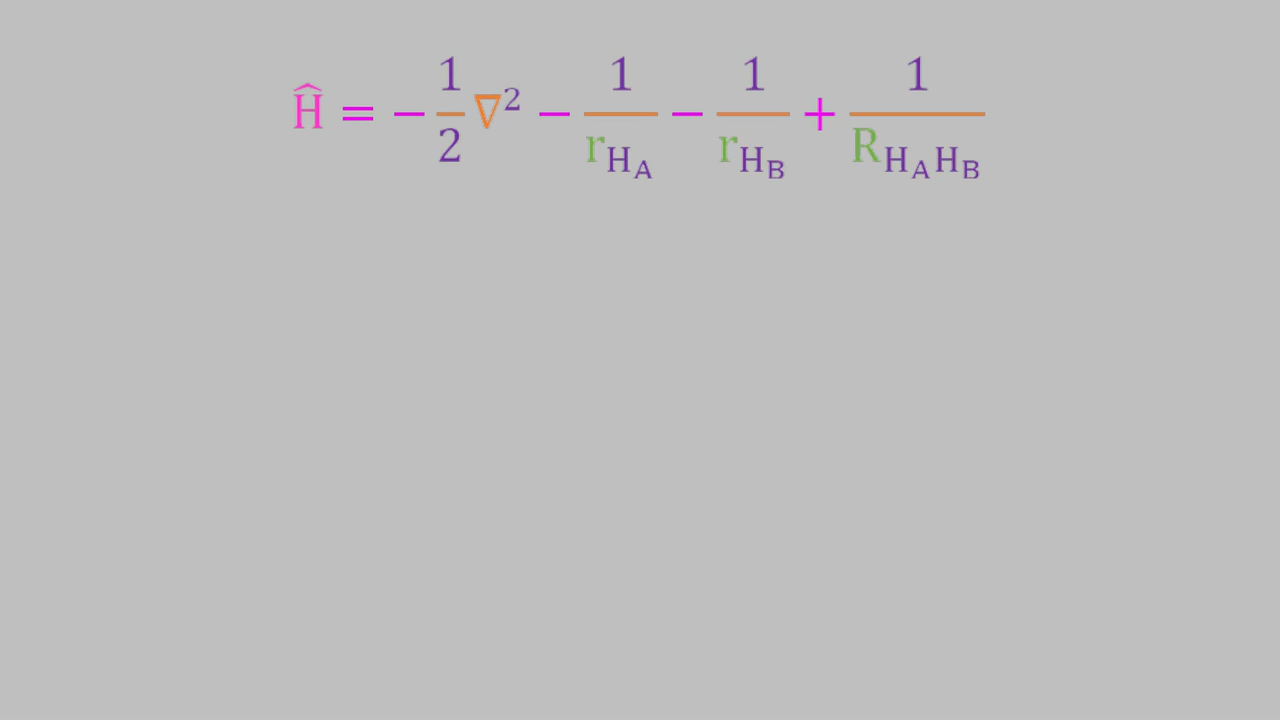 Ĥ = − 1/2 ∇² − 1/r_{H_A} − 1/r_{H_B} + 1/R_{H_A H_B}